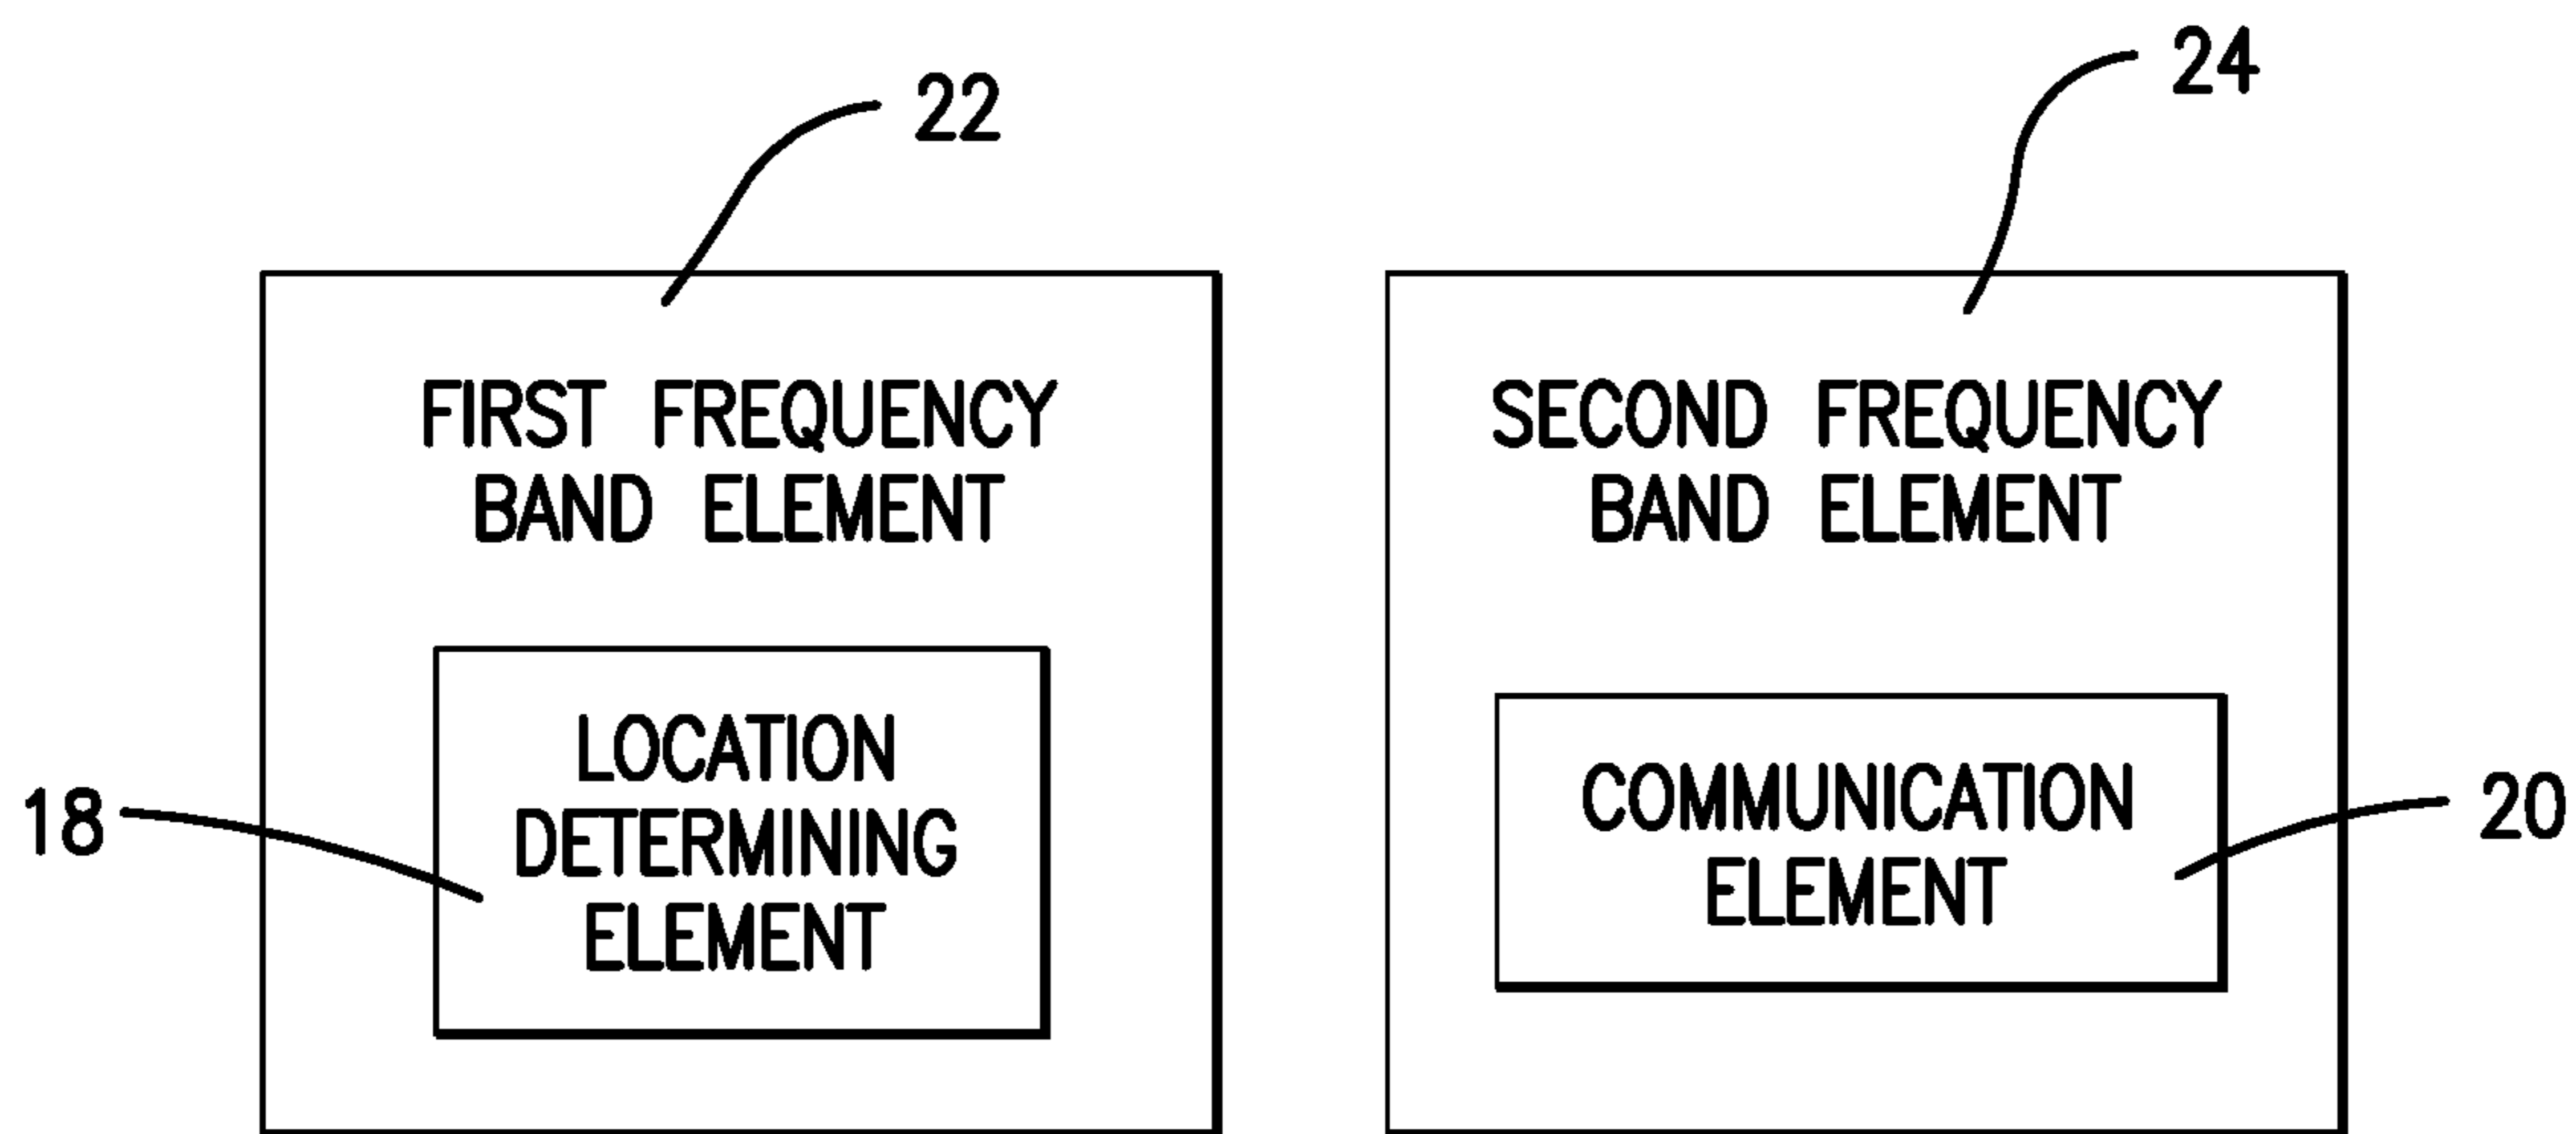 22
24
FIRST FREQUENCY
BAND ELEMENT
SECOND FREQUENCY
BAND ELEMENT
LOCATION
DETERMINING
ELEMENT
18
COMMUNICATION
ELEMENT
20